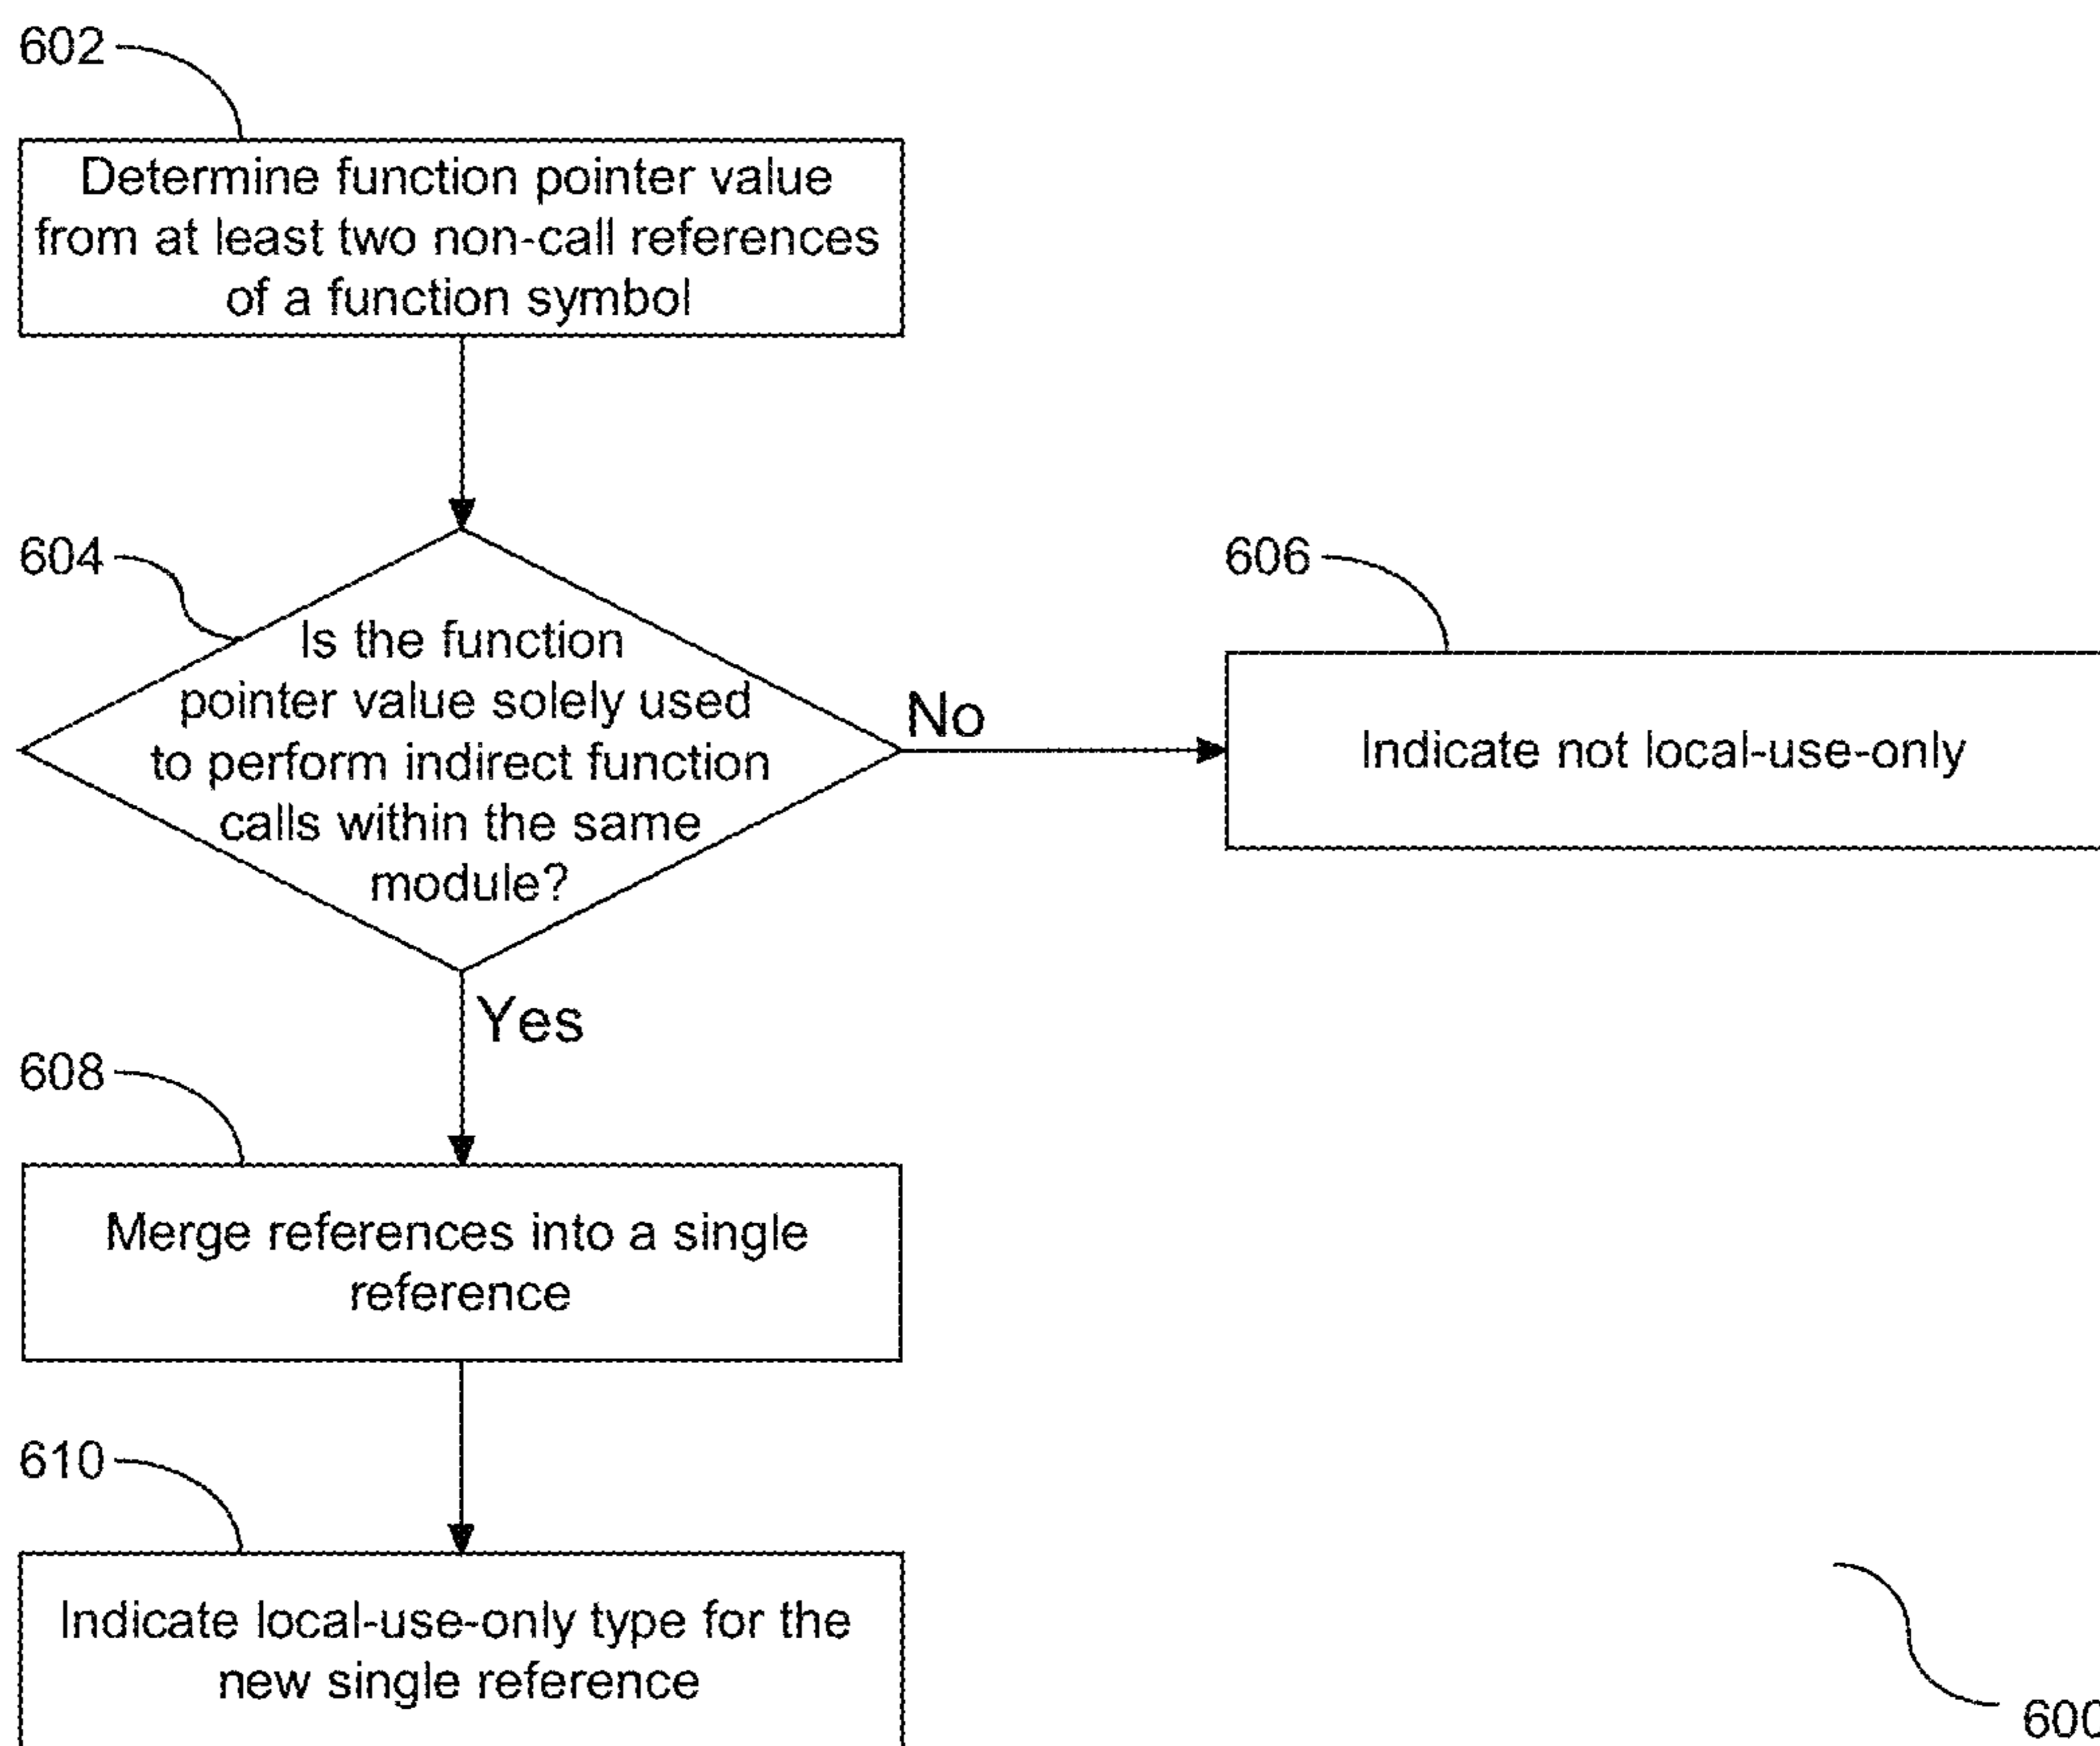 602
Determine function pointer value
from at least two non-call references
of a function symbol
604
Is the function
pointer value solely used
to perform indirect function
calls within the same
module?
No
606
Indicate not local-use-only
Yes
608
Merge references into a single
reference
610
Indicate local-use-only type for the
new single reference
600